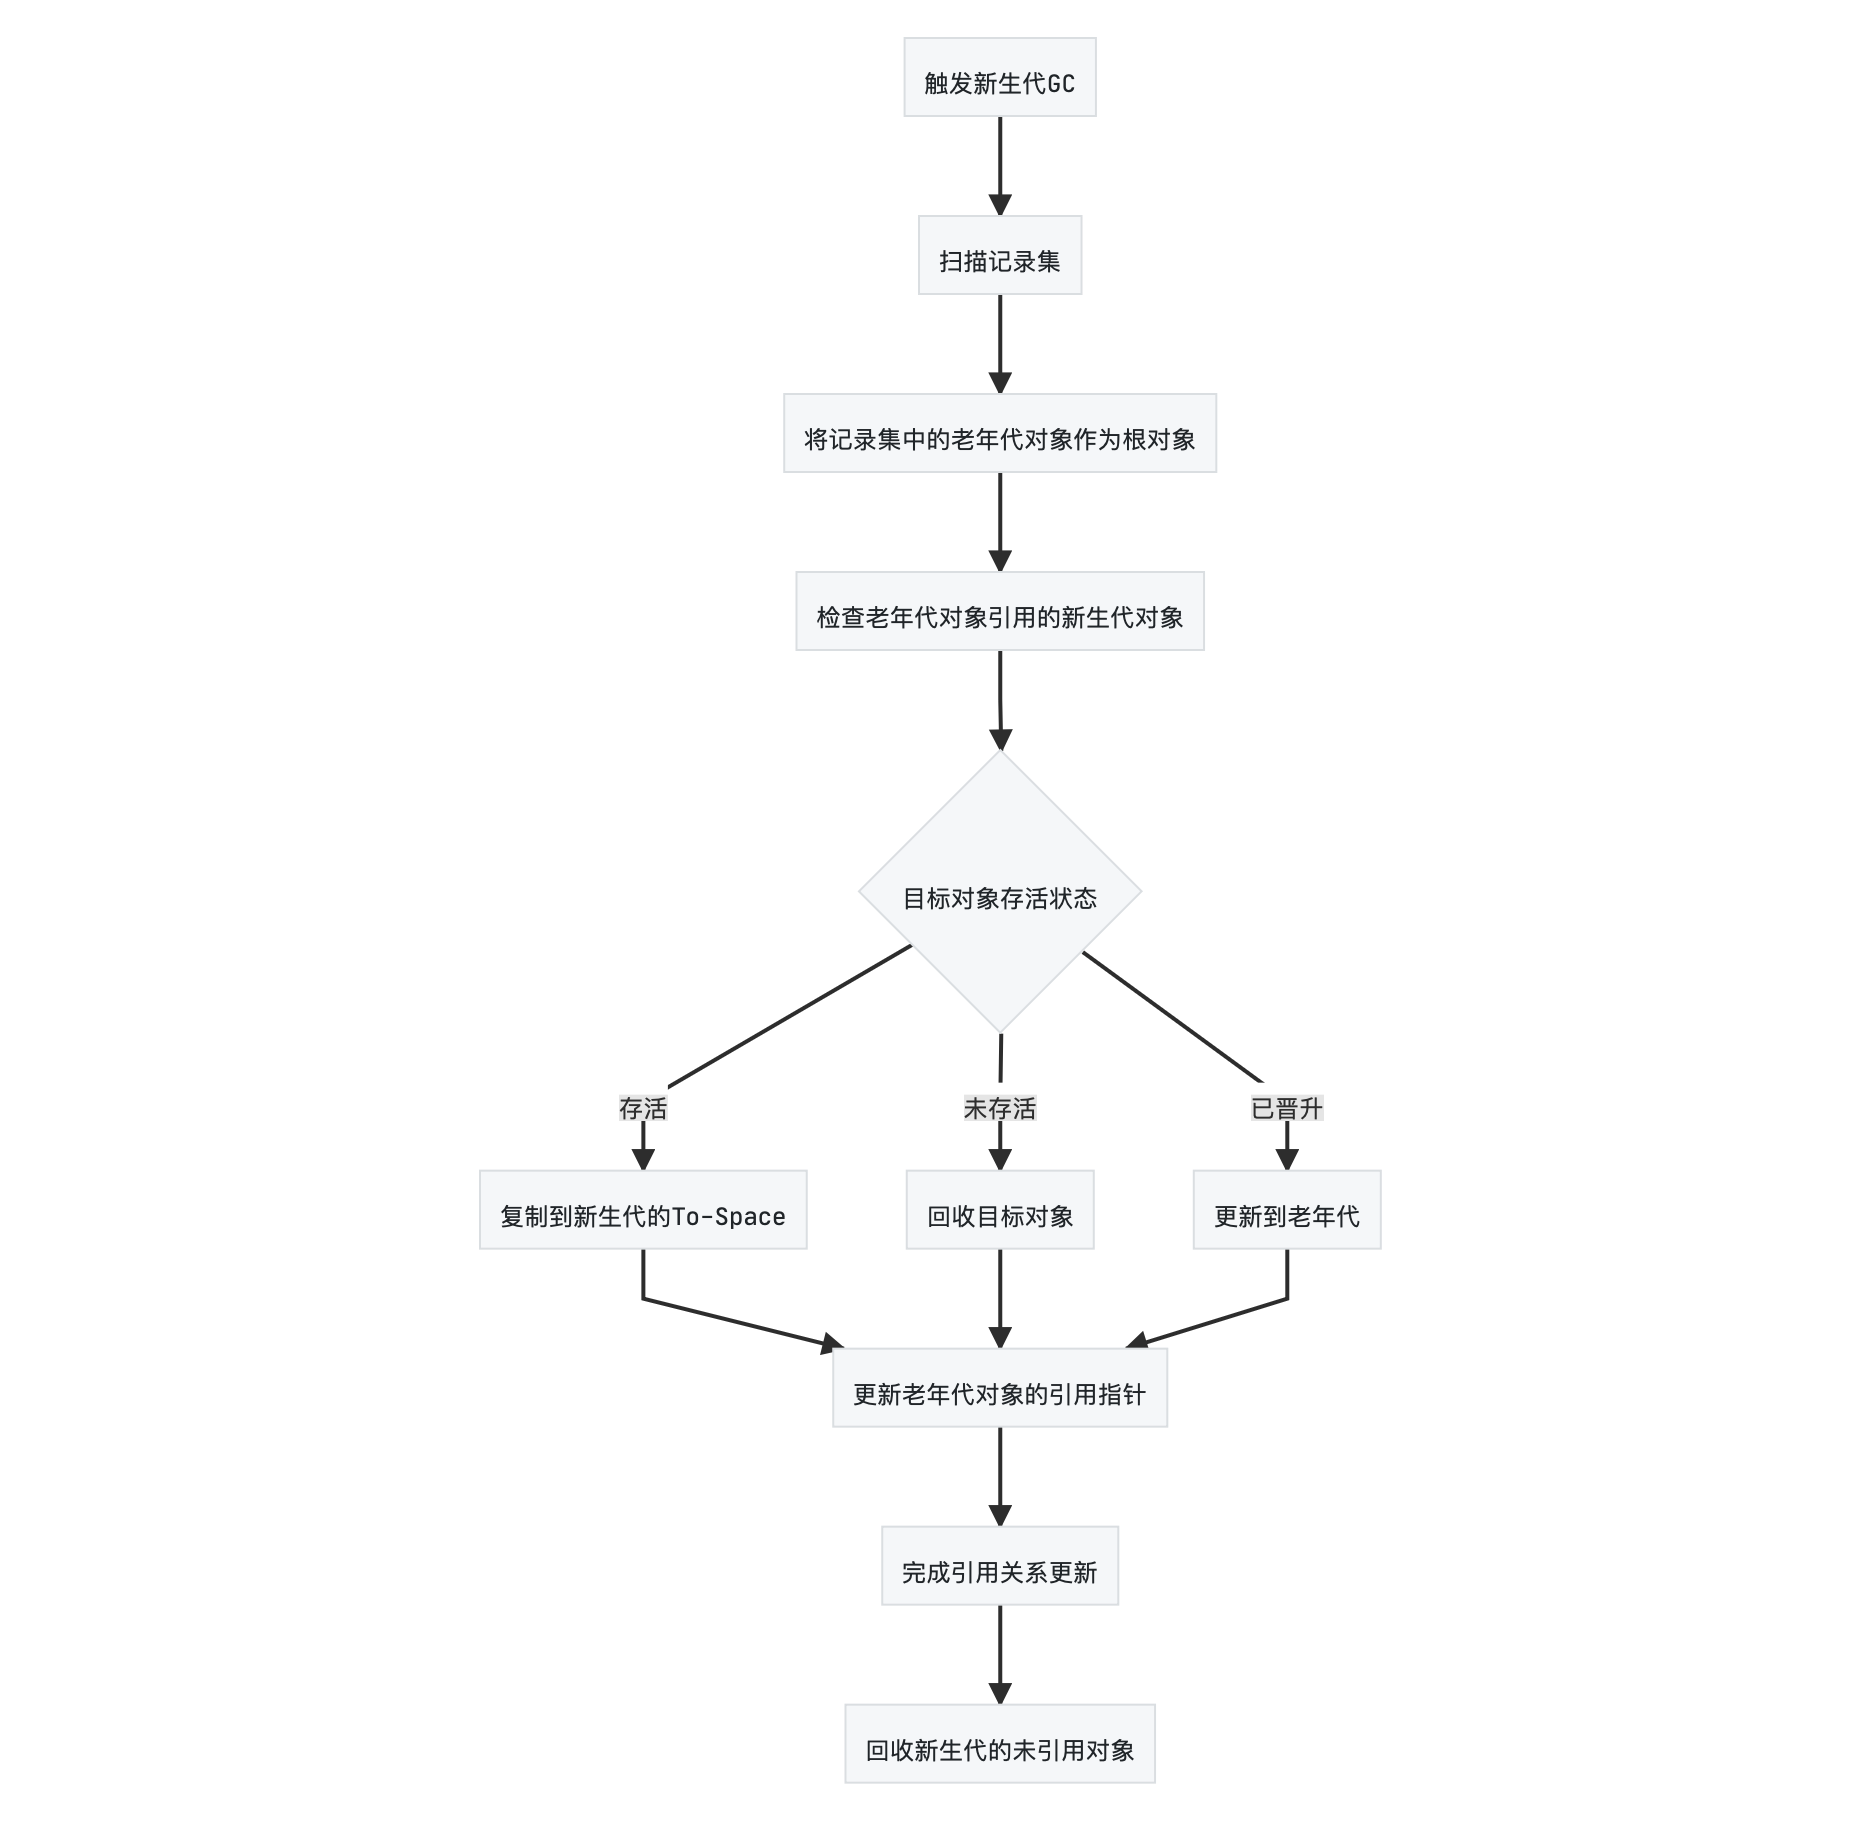 触发新生代GC
扫描记录集
将记录集中的老年代对象作为根对象
检查老年代对象引用的新生代对象
目标对象存活状态
存活
未存活
已晋升
复制到新生代的To-Space
回收目标对象
更新到老年代
更新老年代对象的引用指针
完成引用关系更新
回收新生代的未引用对象